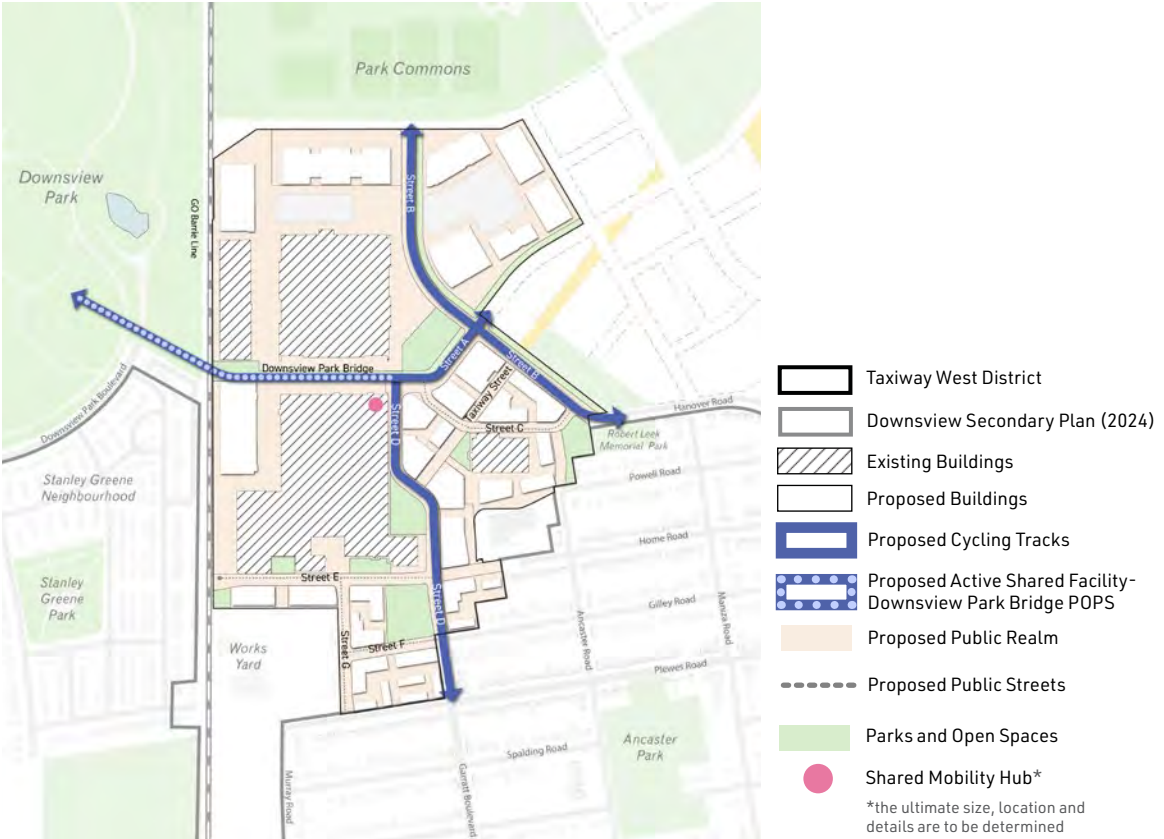 Park Commons
Downsview
Park
GO Barrie Line
Street B
Downsview Park Bridge
Street A
Street B
Taxiway Street
Street C
Street D
Hanover Road
Robert Leek
Memorial Park
Powell Road
Downsview Park Boulevard
Stanley Greene
Neighbourhood
Home Road
Stanley
Greene
Park
Street E
Street D
Gilley Road
Ancaster Road
Maniza Road
Works
Yard
Street G
Street F
Plewes Road
Spalding Road
Ancaster
Park
Murray Road
Garratt Boulevard
Taxiway West District
Downsview Secondary Plan (2024)
Existing Buildings
Proposed Buildings
Proposed Cycling Tracks
Proposed Active Shared Facility-
Downsview Park Bridge POPS
Proposed Public Realm
Proposed Public Streets
Parks and Open Spaces
Shared Mobility Hub*
*the ultimate size, location and
details are to be determined